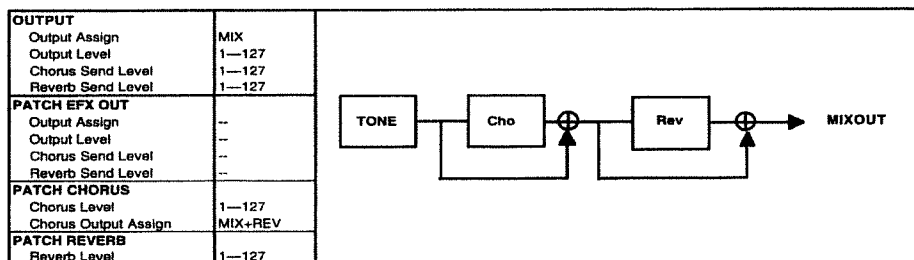 OUTPUT
Output Assign MIX
Output Level 1—127
Chorus Send Level 1—127
Reverb Send Level 1—127
PATCH EFX OUT
Output Assign --
Output Level --
Chorus Send Level --
Reverb Send Level --
PATCH CHORUS
Chorus Level 1—127
Chorus Output Assign MIX+REV
PATCH REVERB
Reverb Level 1—127
TONE Cho Rev MIXOUT